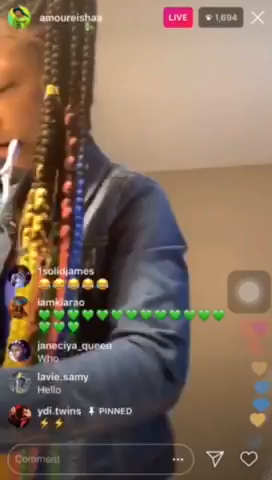 amoureishaa
LIVE
1,694
1solidjames
😂😂😂😂😂
iamkiarao
💚💚💚💚💚💚💚💚💚💚💚💚💚
💚💚💚
janeciya_queen
Who
lavie.samy
Hello
ydi.twins PINNED
⚡⚡
Comment